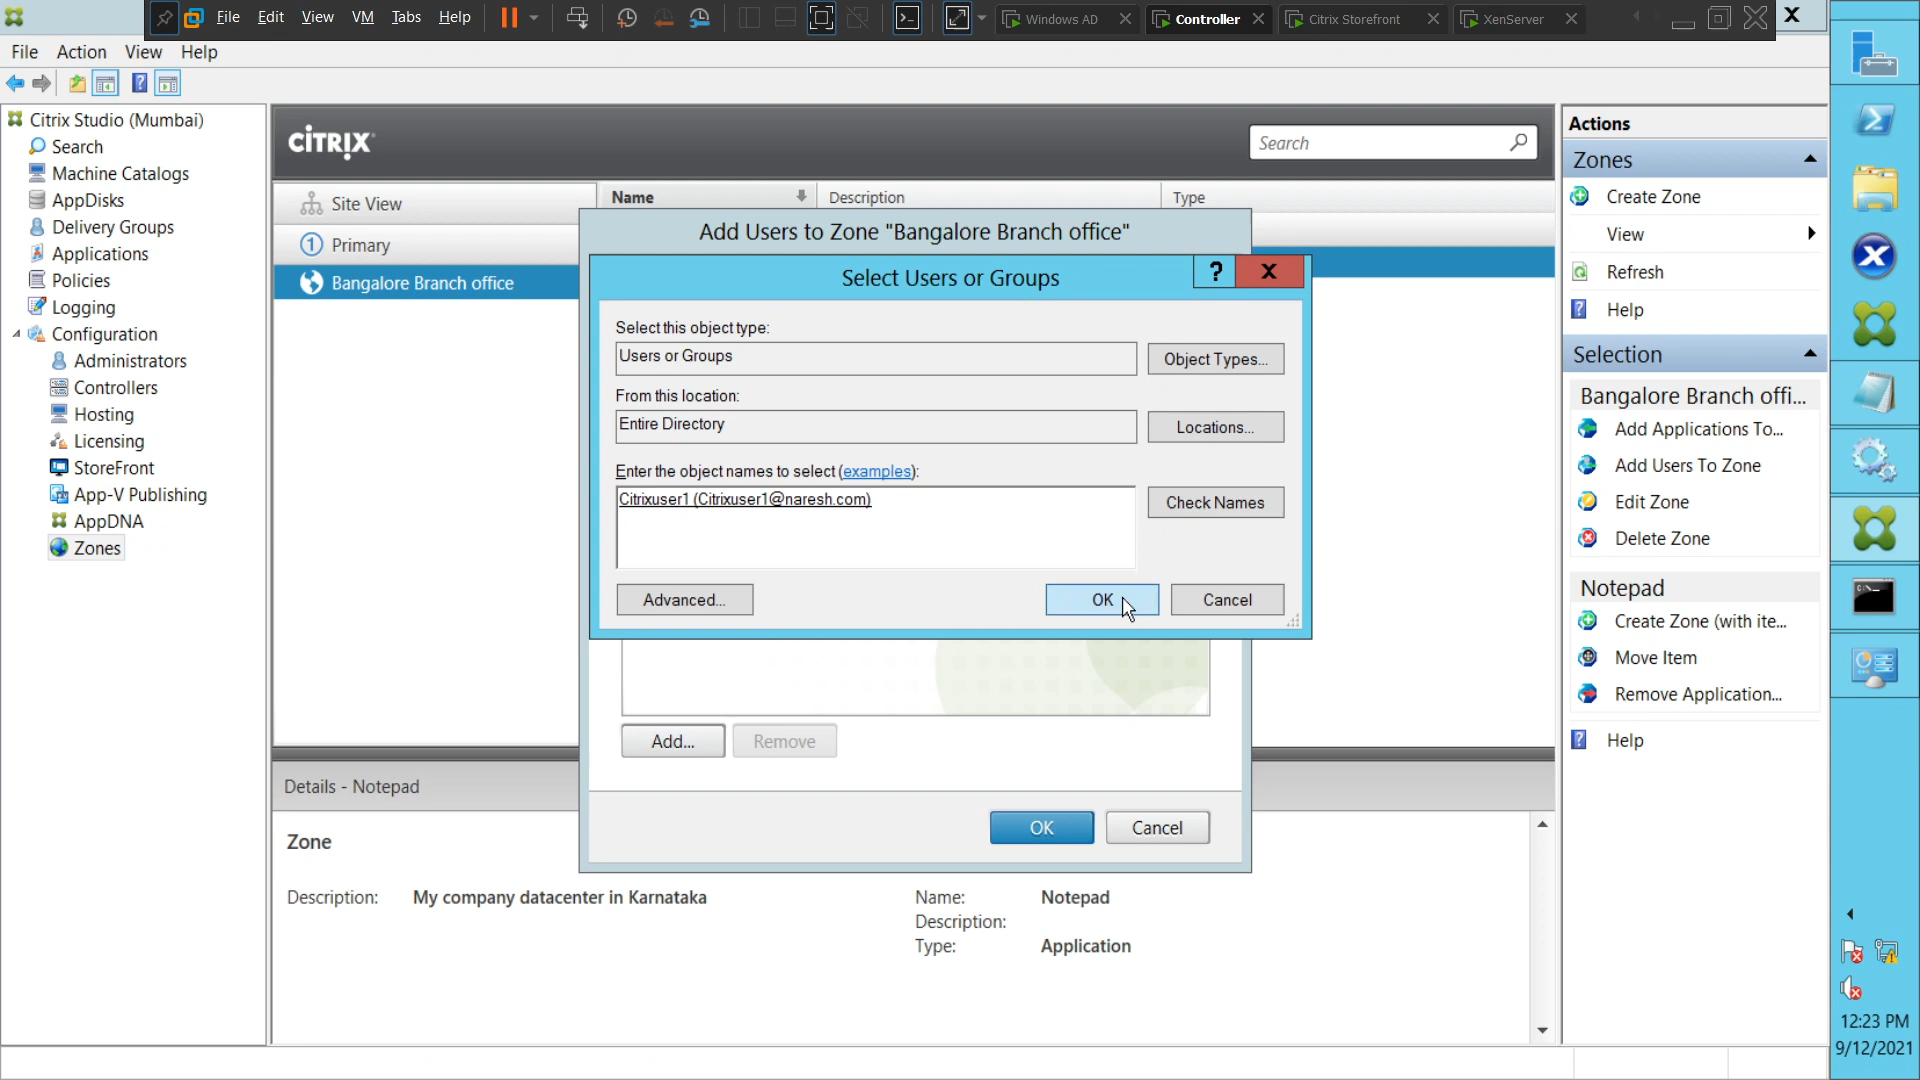 File Edit View VM Tabs Help
Windows AD
Controller
Citrix Storefront
XenServer
File Action View Help
Citrix Studio (Mumbai)
Search
Machine Catalogs
AppDisks
Delivery Groups
Applications
Policies
Logging
Configuration
Administrators
Controllers
Hosting
Licensing
StoreFront
App-V Publishing
AppDNA
Zones
CİTRIX
Search
Site View
Primary
Bangalore Branch office
Name
Description
Type
Add Users to Zone "Bangalore Branch office"
Select Users or Groups
?
X
Select this object type:
Users or Groups
Object Types...
From this location:
Entire Directory
Locations...
Enter the object names to select (examples):
Citrixuser1 (Citrixuser1@naresh.com)
Check Names
Advanced...
OK
Cancel
Add...
Remove
OK
Cancel
Details - Notepad
Zone
Description: My company datacenter in Karnataka
Name: Notepad
Description:
Type: Application
Actions
Zones
Create Zone
View
Refresh
Help
Selection
Bangalore Branch offi...
Add Applications To...
Add Users To Zone
Edit Zone
Delete Zone
Notepad
Create Zone (with ite...
Move Item
Remove Application...
Help
12:23 PM
9/12/2021